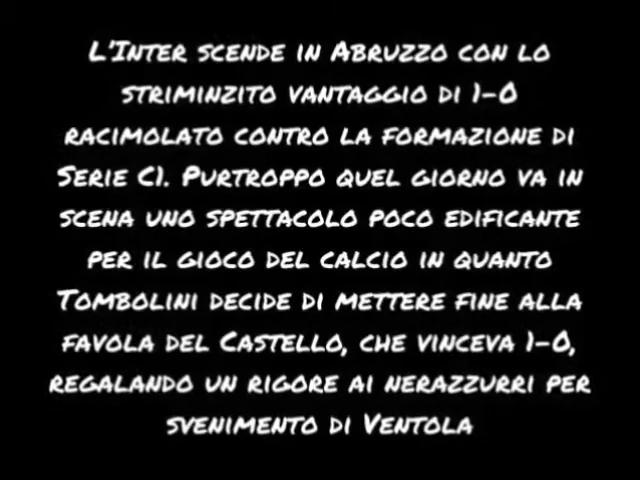 L'Inter scende in Abruzzo con lo
striminzito vantaggio di 1-0
racimolato contro la formazione di
Serie C1. Purtroppo quel giorno va in
scena uno spettacolo poco edificante
per il gioco del calcio in quanto
Tombolini decide di mettere fine alla
favola del Castello, che vinceva 1-0,
regalando un rigore ai nerazzurri per
svenimento di Ventola